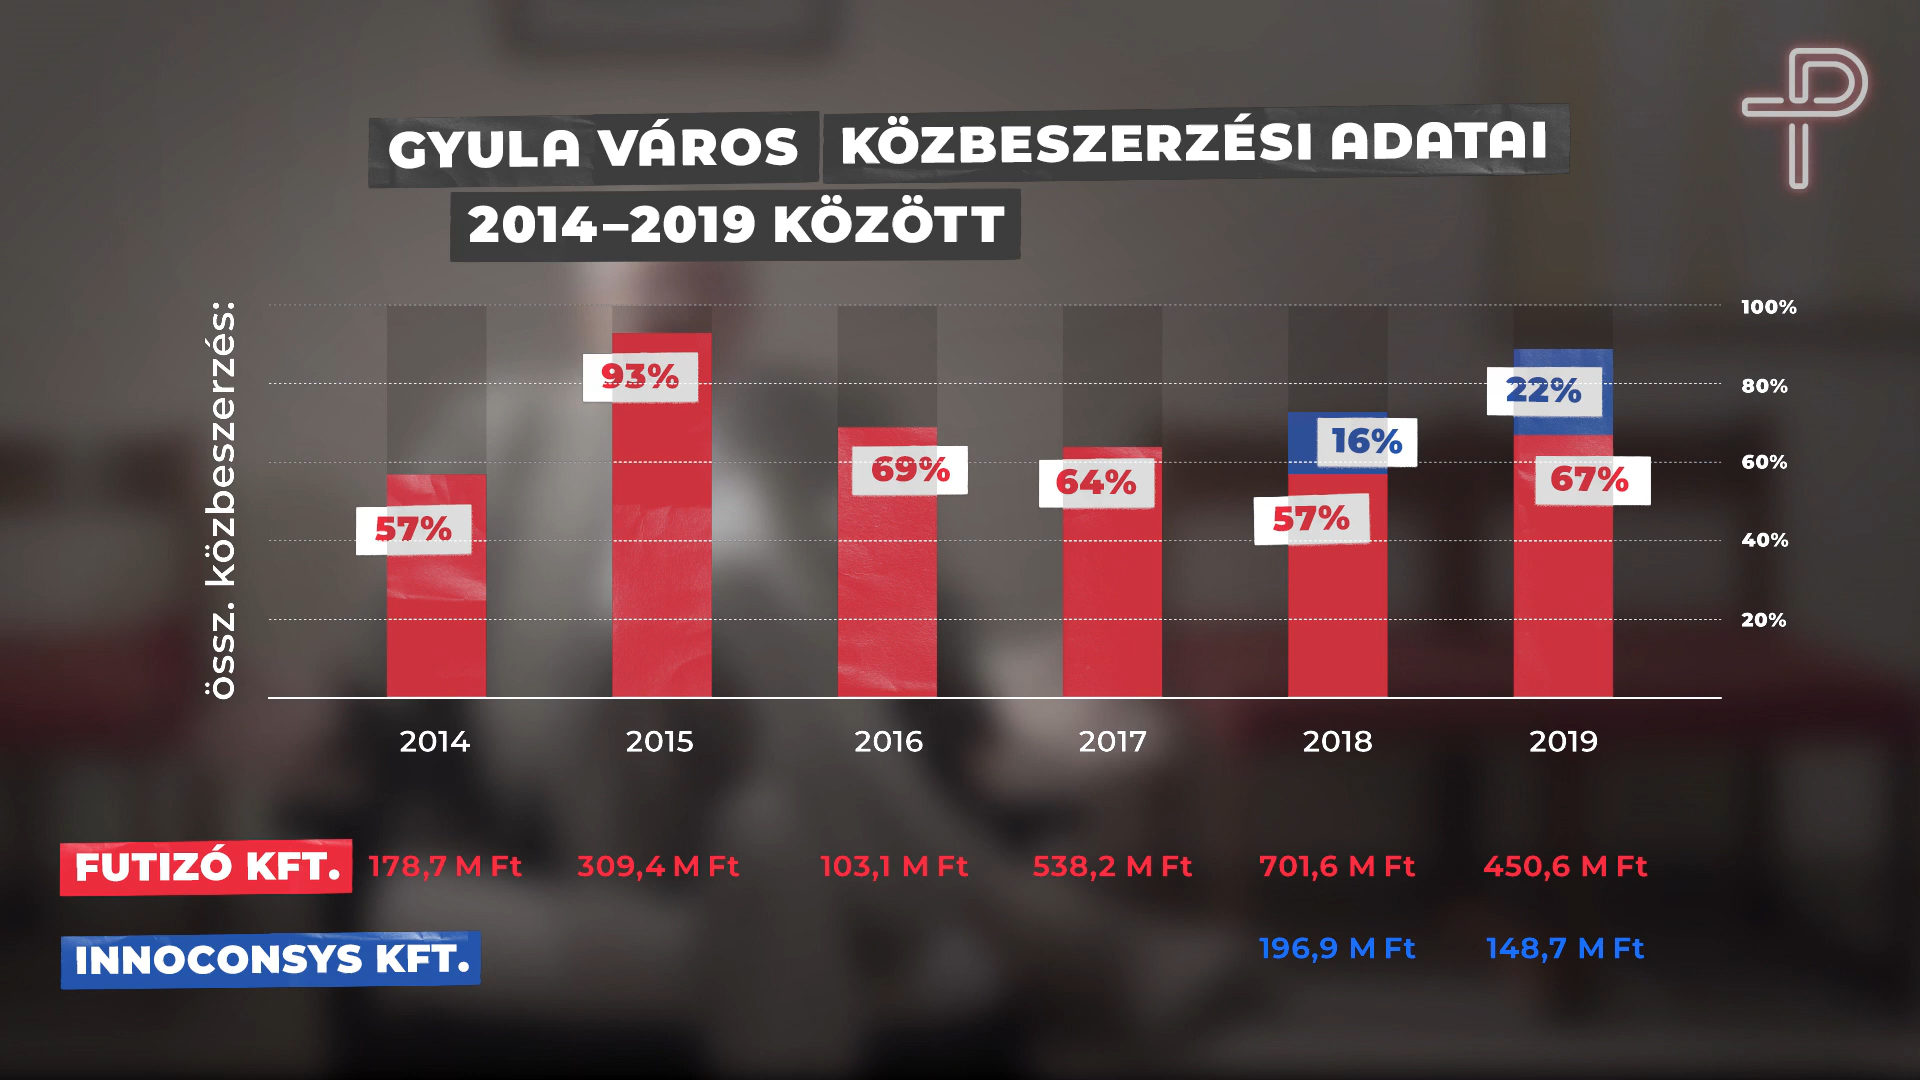 GYULA VÁROS KÖZBESZERZÉSI ADATAI
2014–2019 KÖZÖTT
össz. közbeszerzés:
100%
80%
60%
40%
20%
57%
93%
69%
64%
16%
57%
22%
67%
2014 2015 2016 2017 2018 2019
FUTIZÓ KFT. 178,7 M Ft 309,4 M Ft 103,1 M Ft 538,2 M Ft 701,6 M Ft 450,6 M Ft
INNOCONSYS KFT. 196,9 M Ft 148,7 M Ft